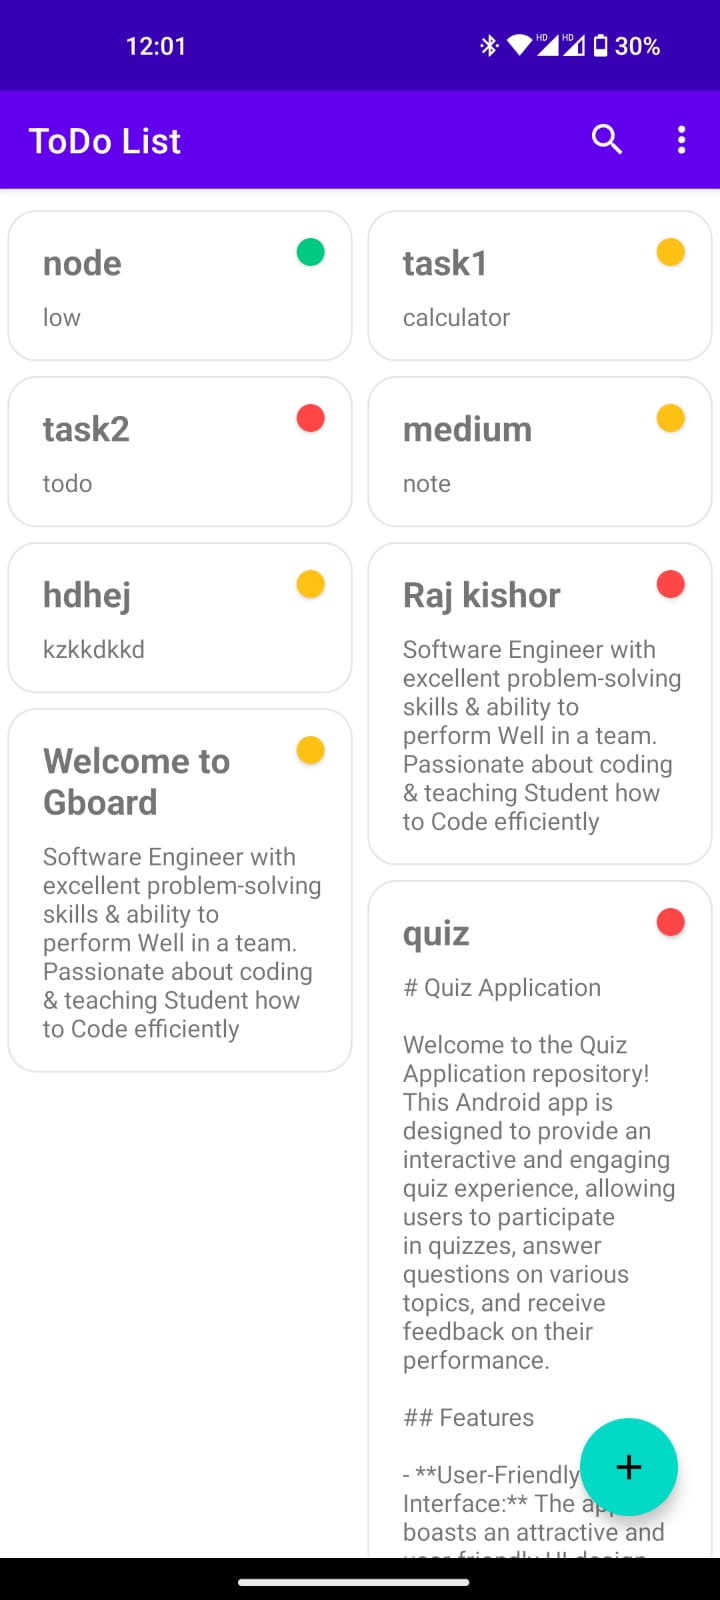 12:01
HD HD 30%
ToDo List
node
low
task1
calculator
task2
todo
medium
note
hdhej
kzkkdkkd
Raj kishor
Software Engineer with
excellent problem-solving
skills & ability to
perform Well in a team.
Passionate about coding
& teaching Student how
to Code efficiently
Welcome to
Gboard
Software Engineer with
excellent problem-solving
skills & ability to
perform Well in a team.
Passionate about coding
& teaching Student how
to Code efficiently
quiz
# Quiz Application
Welcome to the Quiz
Application repository!
This Android app is
designed to provide an
interactive and engaging
quiz experience, allowing
users to participate
in quizzes, answer
questions on various
topics, and receive
feedback on their
performance.
## Features
- **User-Friendly
Interface:** The app
boasts an attractive and
user-friendly UI design